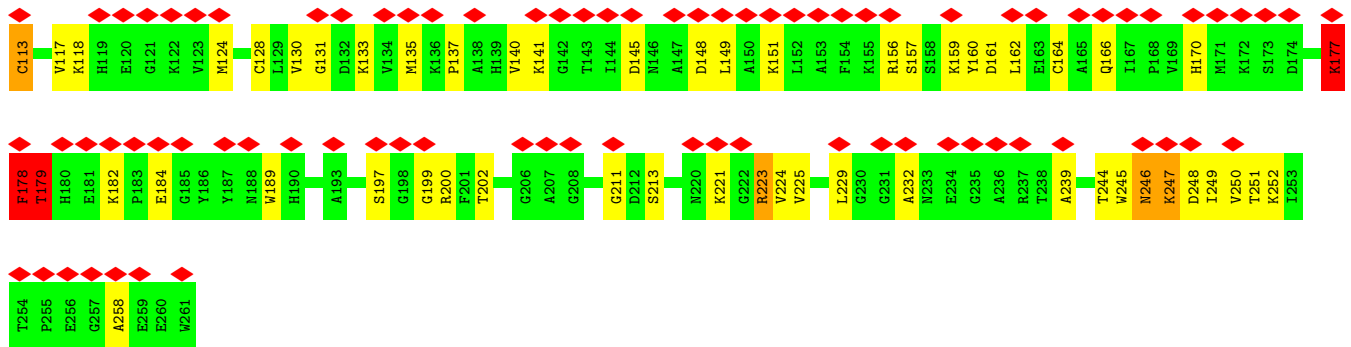 C113 V117 K118 H119 E120 G121 K122 V123 M124 C128 L129 V130 G131 D132 K133 V134 M135 K136 P137 A138 H139 V140 K141 G142 T143 I144 D145 N146 A147 D148 L149 A150 K151 L152 A153 F154 K155 R156 S157 S158 K159 Y160 D161 L162 E163 C164 A165 Q166 I167 P168 V169 H170 M171 K172 S173 D174 K177
F178 T179 H180 E181 K182 P183 E184 G185 Y186 Y187 N188 W189 H190 A193 S197 G198 G199 R200 F201 T202 G206 A207 G208 G211 D212 S213 N220 K221 G222 R223 V224 V225 L229 G230 G231 A232 N233 E234 G235 A236 R237 T238 A239 T244 W245 N246 K247 D248 I249 V250 T251 K252 I253
T254 P255 E256 G257 A258 E259 E260 W261